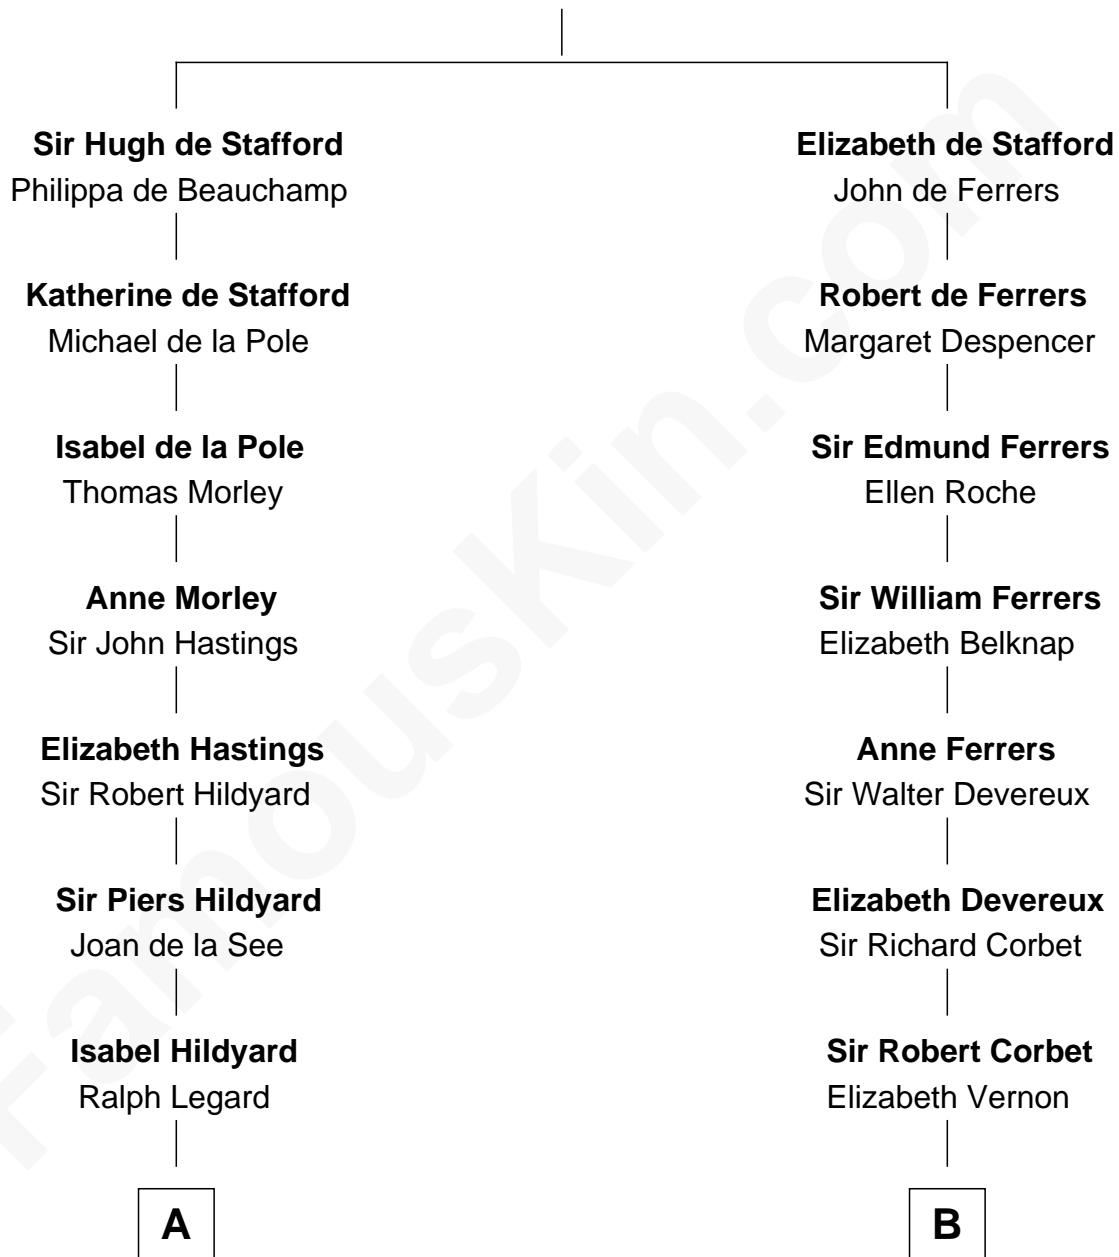 Sir Hugh de Stafford
Philippa de Beauchamp
Katherine de Stafford
Michael de la Pole
Isabel de la Pole
Thomas Morley
Anne Morley
Sir John Hastings
Elizabeth Hastings
Sir Robert Hildyard
Sir Piers Hildyard
Joan de la See
Isabel Hildyard
Ralph Legard
A
Elizabeth de Stafford
John de Ferrers
Robert de Ferrers
Margaret Despencer
Sir Edmund Ferrers
Ellen Roche
Sir William Ferrers
Elizabeth Belknap
Anne Ferrers
Sir Walter Devereux
Elizabeth Devereux
Sir Richard Corbet
Sir Robert Corbet
Elizabeth Vernon
B
FamousKin.com